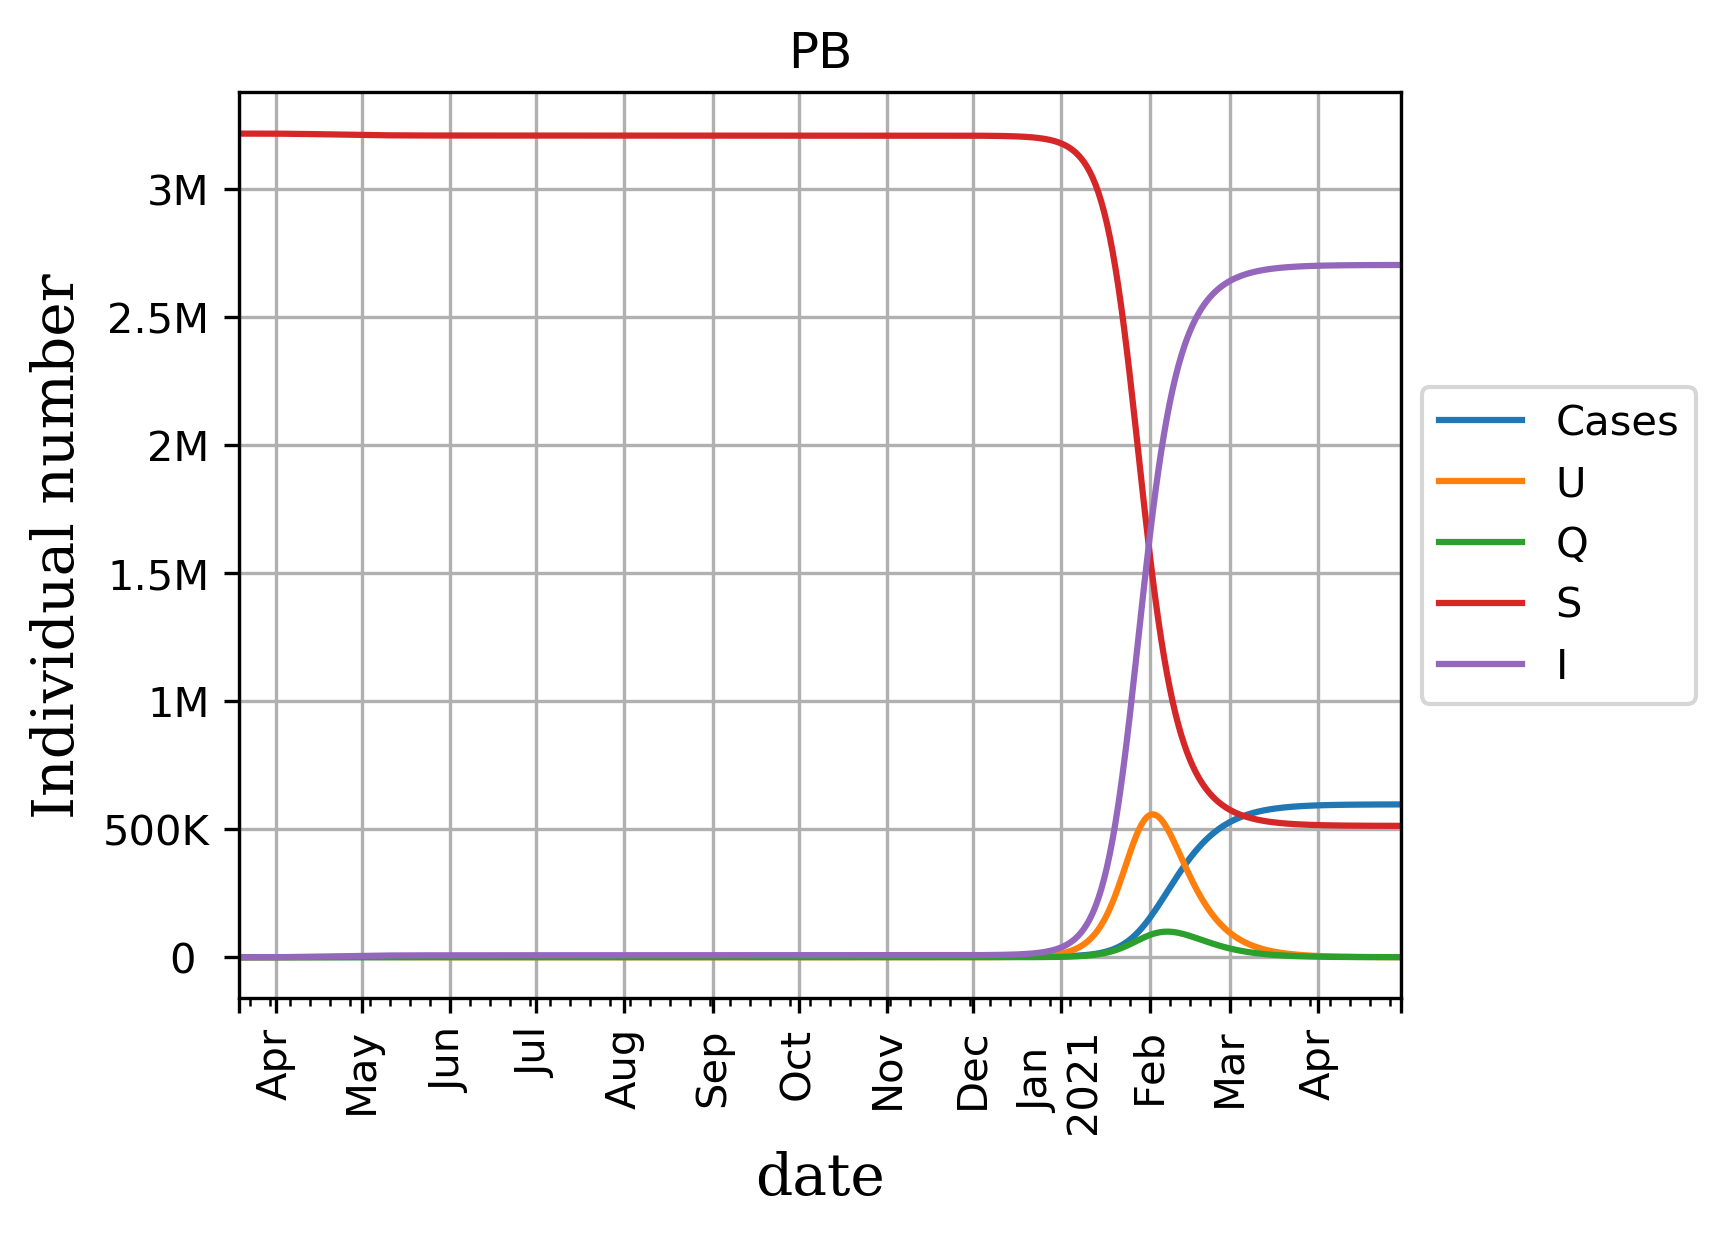 PB
3M
2.5M
2M
1.5M
1M
500K
0
Individual number
Apr
May
Jun
Jul
Aug
Sep
Oct
Nov
Dec
Jan
2021
Feb
Mar
Apr
date
Cases
U
Q
S
I